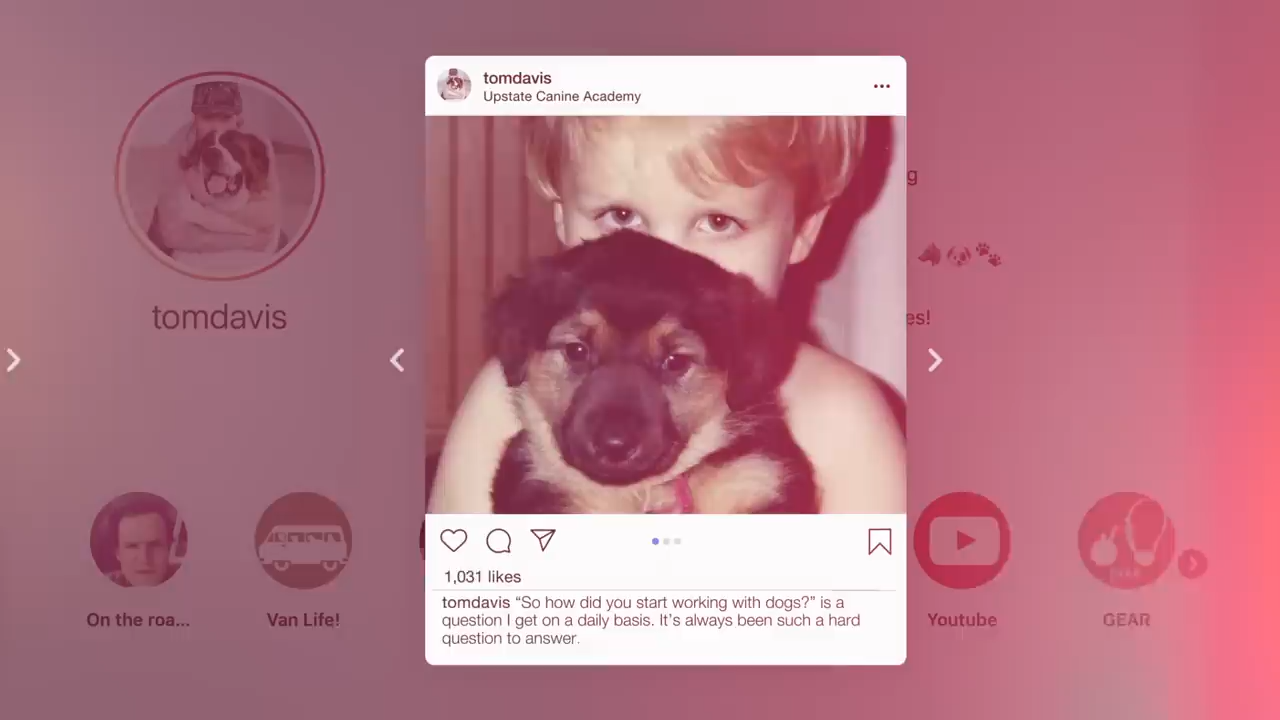 tomdavis
Upstate Canine Academy
g
tomdavis
es!
1,031 likes
tomdavis “So how did you start working with dogs?” is a
question I get on a daily basis. It’s always been such a hard
question to answer.
On the roa...
Van Life!
Youtube
GEAR